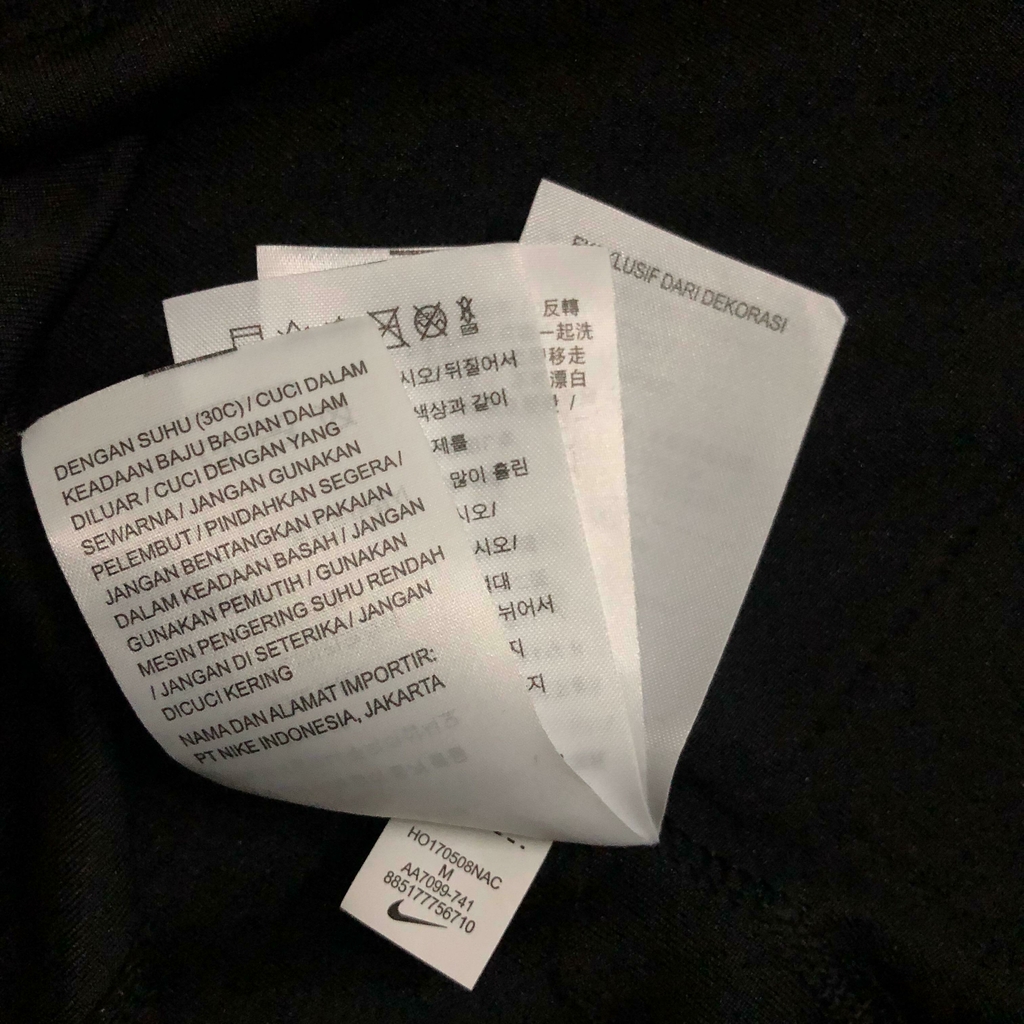 DENGAN SUHU (30C) / CUCI DALAM
KEADAAN BAJU BAGIAN DALAM
DILUAR / CUCI DENGAN YANG
SEWARNA / JANGAN GUNAKAN
PELEMBUT / PINDAHKAN SEGERA /
JANGAN BENTANGKAN PAKAIAN
DALAM KEADAAN BASAH / JANGAN
GUNAKAN PEMUTIH / GUNAKAN
MESIN PENGERING SUHU RENDAH
/ JANGAN DI SETERIKA / JANGAN
DICUCI KERING
NAMA DAN ALAMAT IMPORTIR:
PT NIKE INDONESIA, JAKARTA
시오/ 뒤집어서
색상과 같이
제를
많이 흘린
시오/
시오/
대
뉘어서
지
지
反轉
一起洗
移走
漂白
/
DARI DEKORASI
HO170508NAC
M
AA7099-741
885177756710